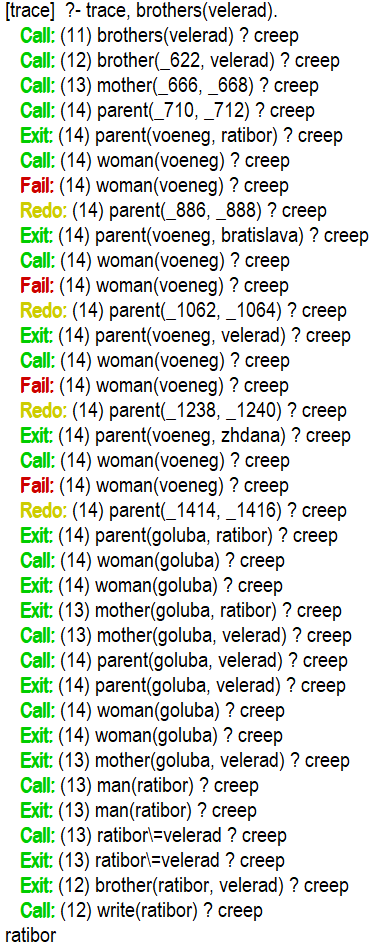 [trace]  ?- trace, brothers(velerad).
Call: (11) brothers(velerad) ? creep
Call: (12) brother(_622, velerad) ? creep
Call: (13) mother(_666, _668) ? creep
Call: (14) parent(_710, _712) ? creep
Exit: (14) parent(voeneg, ratibor) ? creep
Call: (14) woman(voeneg) ? creep
Fail: (14) woman(voeneg) ? creep
Redo: (14) parent(_886, _888) ? creep
Exit: (14) parent(voeneg, bratislava) ? creep
Call: (14) woman(voeneg) ? creep
Fail: (14) woman(voeneg) ? creep
Redo: (14) parent(_1062, _1064) ? creep
Exit: (14) parent(voeneg, velerad) ? creep
Call: (14) woman(voeneg) ? creep
Fail: (14) woman(voeneg) ? creep
Redo: (14) parent(_1238, _1240) ? creep
Exit: (14) parent(voeneg, zhdana) ? creep
Call: (14) woman(voeneg) ? creep
Fail: (14) woman(voeneg) ? creep
Redo: (14) parent(_1414, _1416) ? creep
Exit: (14) parent(goluba, ratibor) ? creep
Call: (14) woman(goluba) ? creep
Exit: (14) woman(goluba) ? creep
Exit: (13) mother(goluba, ratibor) ? creep
Call: (13) mother(goluba, velerad) ? creep
Call: (14) parent(goluba, velerad) ? creep
Exit: (14) parent(goluba, velerad) ? creep
Call: (14) woman(goluba) ? creep
Exit: (14) woman(goluba) ? creep
Exit: (13) mother(goluba, velerad) ? creep
Call: (13) man(ratibor) ? creep
Exit: (13) man(ratibor) ? creep
Call: (13) ratibor\=velerad ? creep
Exit: (13) ratibor\=velerad ? creep
Exit: (12) brother(ratibor, velerad) ? creep
Call: (12) write(ratibor) ? creep
ratibor